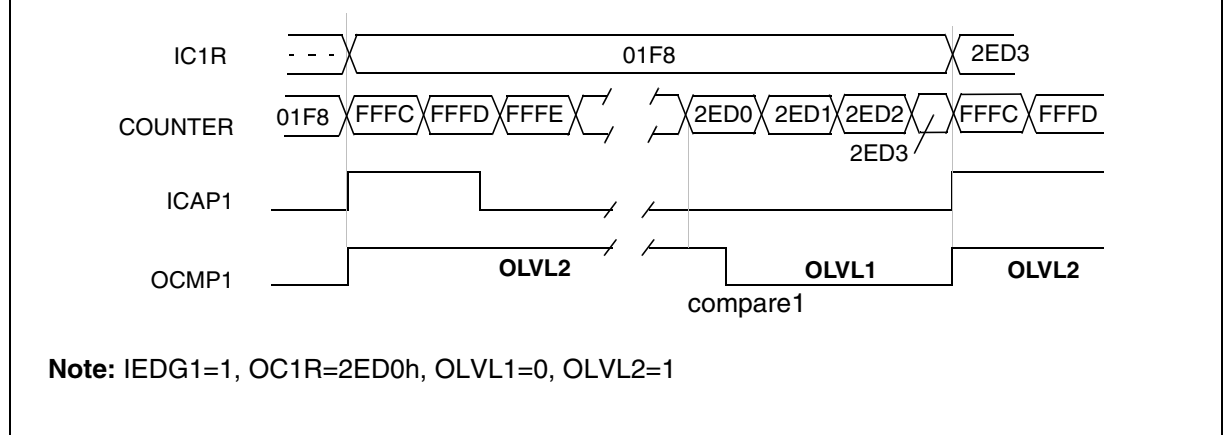 IC1R - - - 01F8 2ED3
COUNTER 01F8 FFFC FFFD FFFE 2ED0 2ED1 2ED2 FFFC FFFD
2ED3
ICAP1
OCMP1 OLVL2 OLVL1 OLVL2
compare1
Note: IEDG1=1, OC1R=2ED0h, OLVL1=0, OLVL2=1